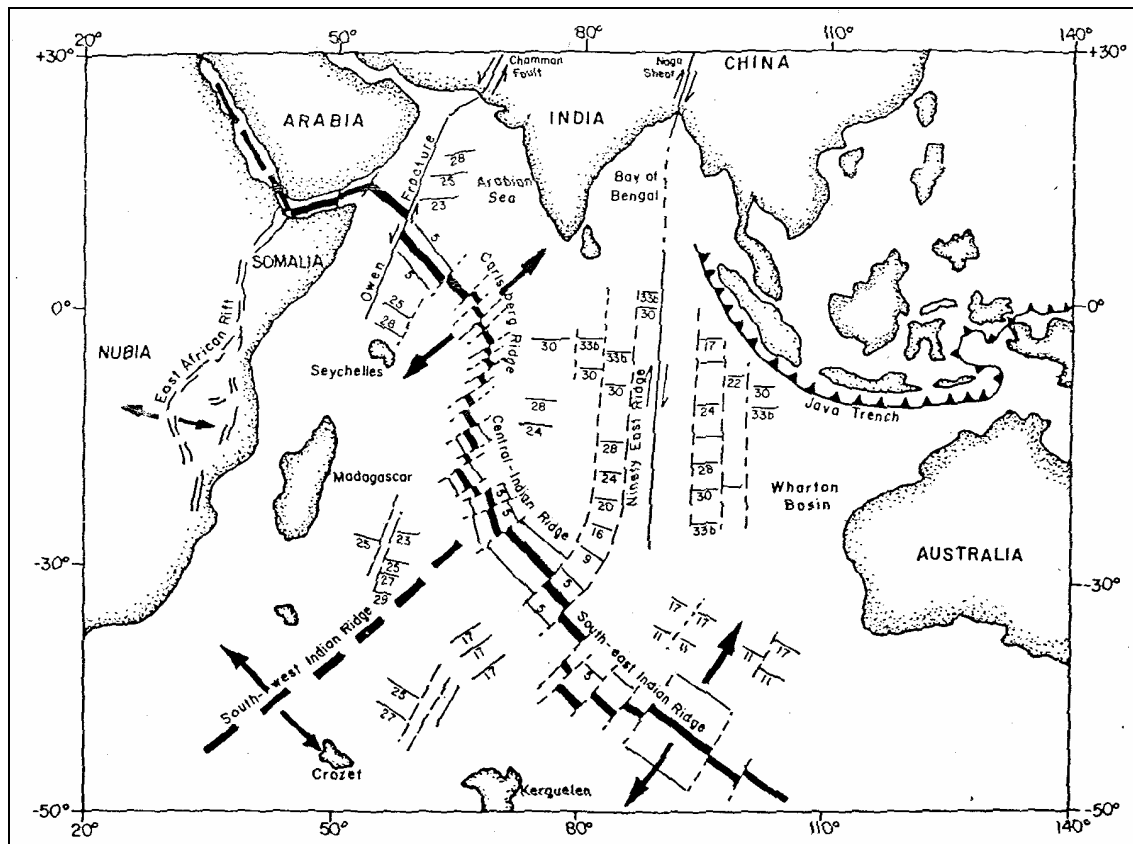 20°
50°
80°
110°
140°
+30°
+30°
Chamman
Fault
Naga
Shear
CHINA
ARABIA
INDIA
Owen Fracture
28
25
23
Arabian
Sea
Bay of
Bengal
5
SOMALIA
Carlsberg Ridge
5
0°
25
28
0°
33b
30
30
33b
33b
30
30
17
22
30
33b
NUBIA
East African Rift
Seychelles
Java Trench
28
24
24
Ninety East Ridge
Central-Indian Ridge
28
24
20
16
9
5
28
30
33b
Madagascar
Wharton
Basin
5
5
AUSTRALIA
-30°
-30°
25
23
25
27
29
5
South-west Indian Ridge
South-east Indian Ridge
17
17
17
17
17
11
11
11
17
11
25
27
5
Crozet
Kerguelen
-50°
-50°
20°
50°
80°
110°
140°